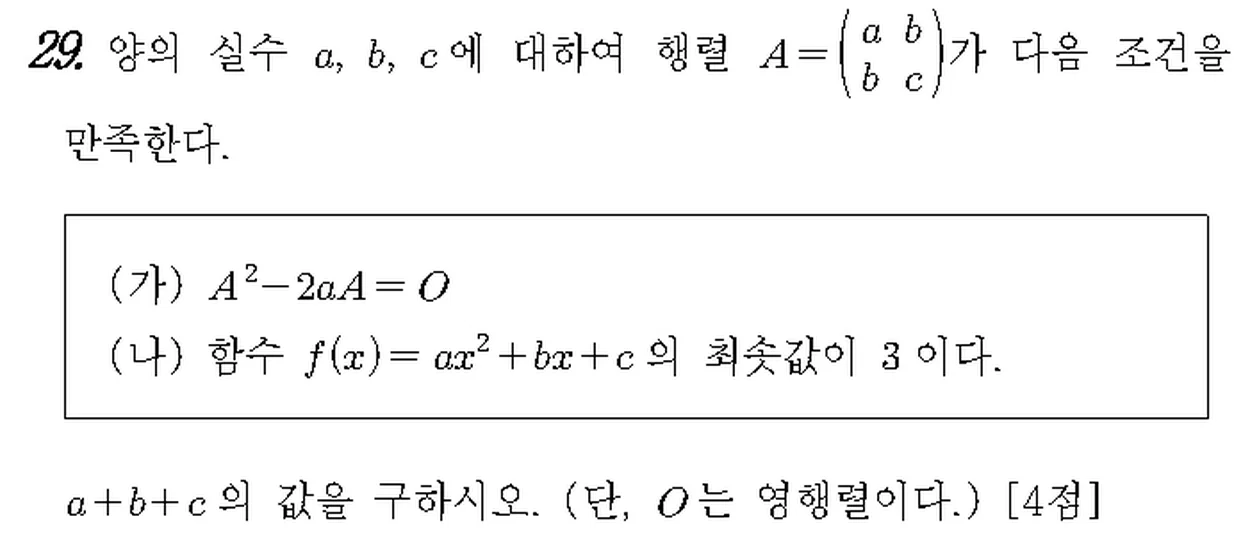 29. 양의 실수 a, b, c에 대하여 행렬 A=(a b
b c)가 다음 조건을
만족한다.
(가) A²−2aA= O
(나) 함수 f(x)= ax²+bx+c의 최솟값이 3이다.
a+b+c의 값을 구하시오. (단, O는 영행렬이다.) [4점]